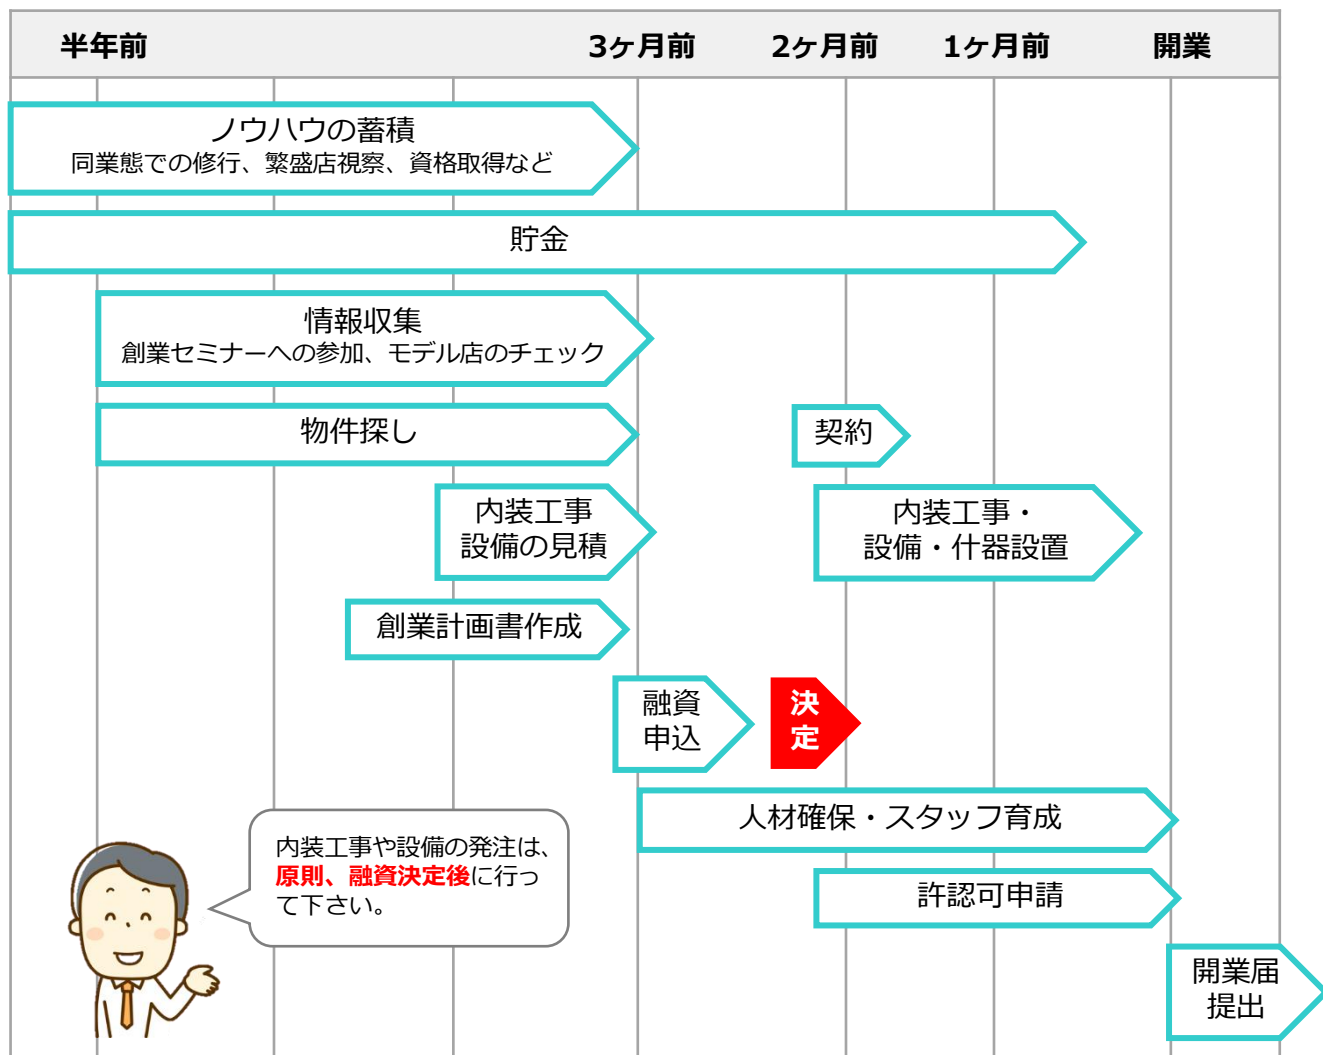 半年前 3ヶ月前 2ヶ月前 1ヶ月前 開業
ノウハウの蓄積
同業態での修行、繁盛店視察、資格取得など
貯金
情報収集
創業セミナーへの参加、モデル店のチェック
物件探し
契約
内装工事
設備の見積
内装工事・
設備・什器設置
創業計画書作成
融資
申込
決
定
人材確保・スタッフ育成
内装工事や設備の発注は、
原則、融資決定後に行っ
て下さい。
許認可申請
開業届
提出